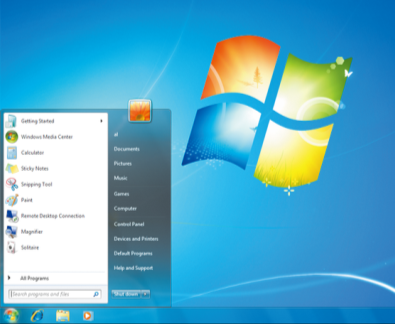 Getting Started
Windows Media Center
Calculator
Sticky Notes
Snipping Tool
Paint
Remote Desktop Connection
Magnifier
Solitaire
All Programs
Search programs and files
al
Documents
Pictures
Music
Games
Computer
Control Panel
Devices and Printers
Default Programs
Help and Support
Shut down